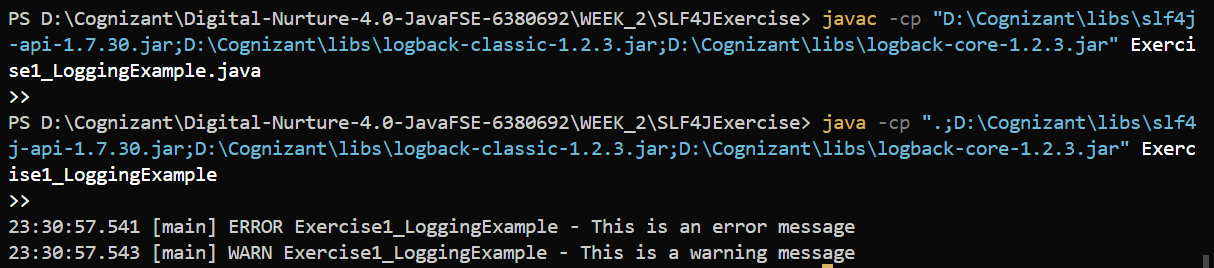 PS D:\Cognizant\Digital-Nurture-4.0-JavaFSE-6380692\WEEK_2\SLF4JExercise> javac -cp "D:\Cognizant\libs\slf4j
-api-1.7.30.jar;D:\Cognizant\libs\logback-classic-1.2.3.jar;D:\Cognizant\libs\logback-core-1.2.3.jar" Exerci
se1_LoggingExample.java
>>
PS D:\Cognizant\Digital-Nurture-4.0-JavaFSE-6380692\WEEK_2\SLF4JExercise> java -cp ".;D:\Cognizant\libs\slf4
j-api-1.7.30.jar;D:\Cognizant\libs\logback-classic-1.2.3.jar;D:\Cognizant\libs\logback-core-1.2.3.jar" Exerc
ise1_LoggingExample
>>
23:30:57.541 [main] ERROR Exercise1_LoggingExample - This is an error message
23:30:57.543 [main] WARN Exercise1_LoggingExample - This is a warning message